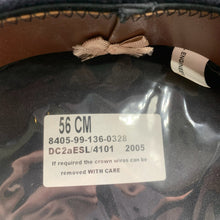 56 CM
8405-99-136-0328
DC2aESL/4101 2005
If required the crown wires can be
removed WITH CARE